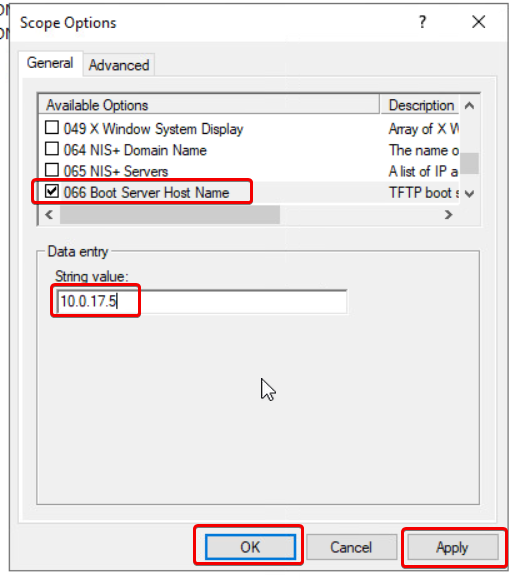 Scope Options
General Advanced
Available Options Description
049 X Window System Display Array of X W
064 NIS+ Domain Name The name o
065 NIS+ Servers A list of IP a
066 Boot Server Host Name TFTP boot s
Data entry
String value:
10.0.17.5
OK Cancel Apply